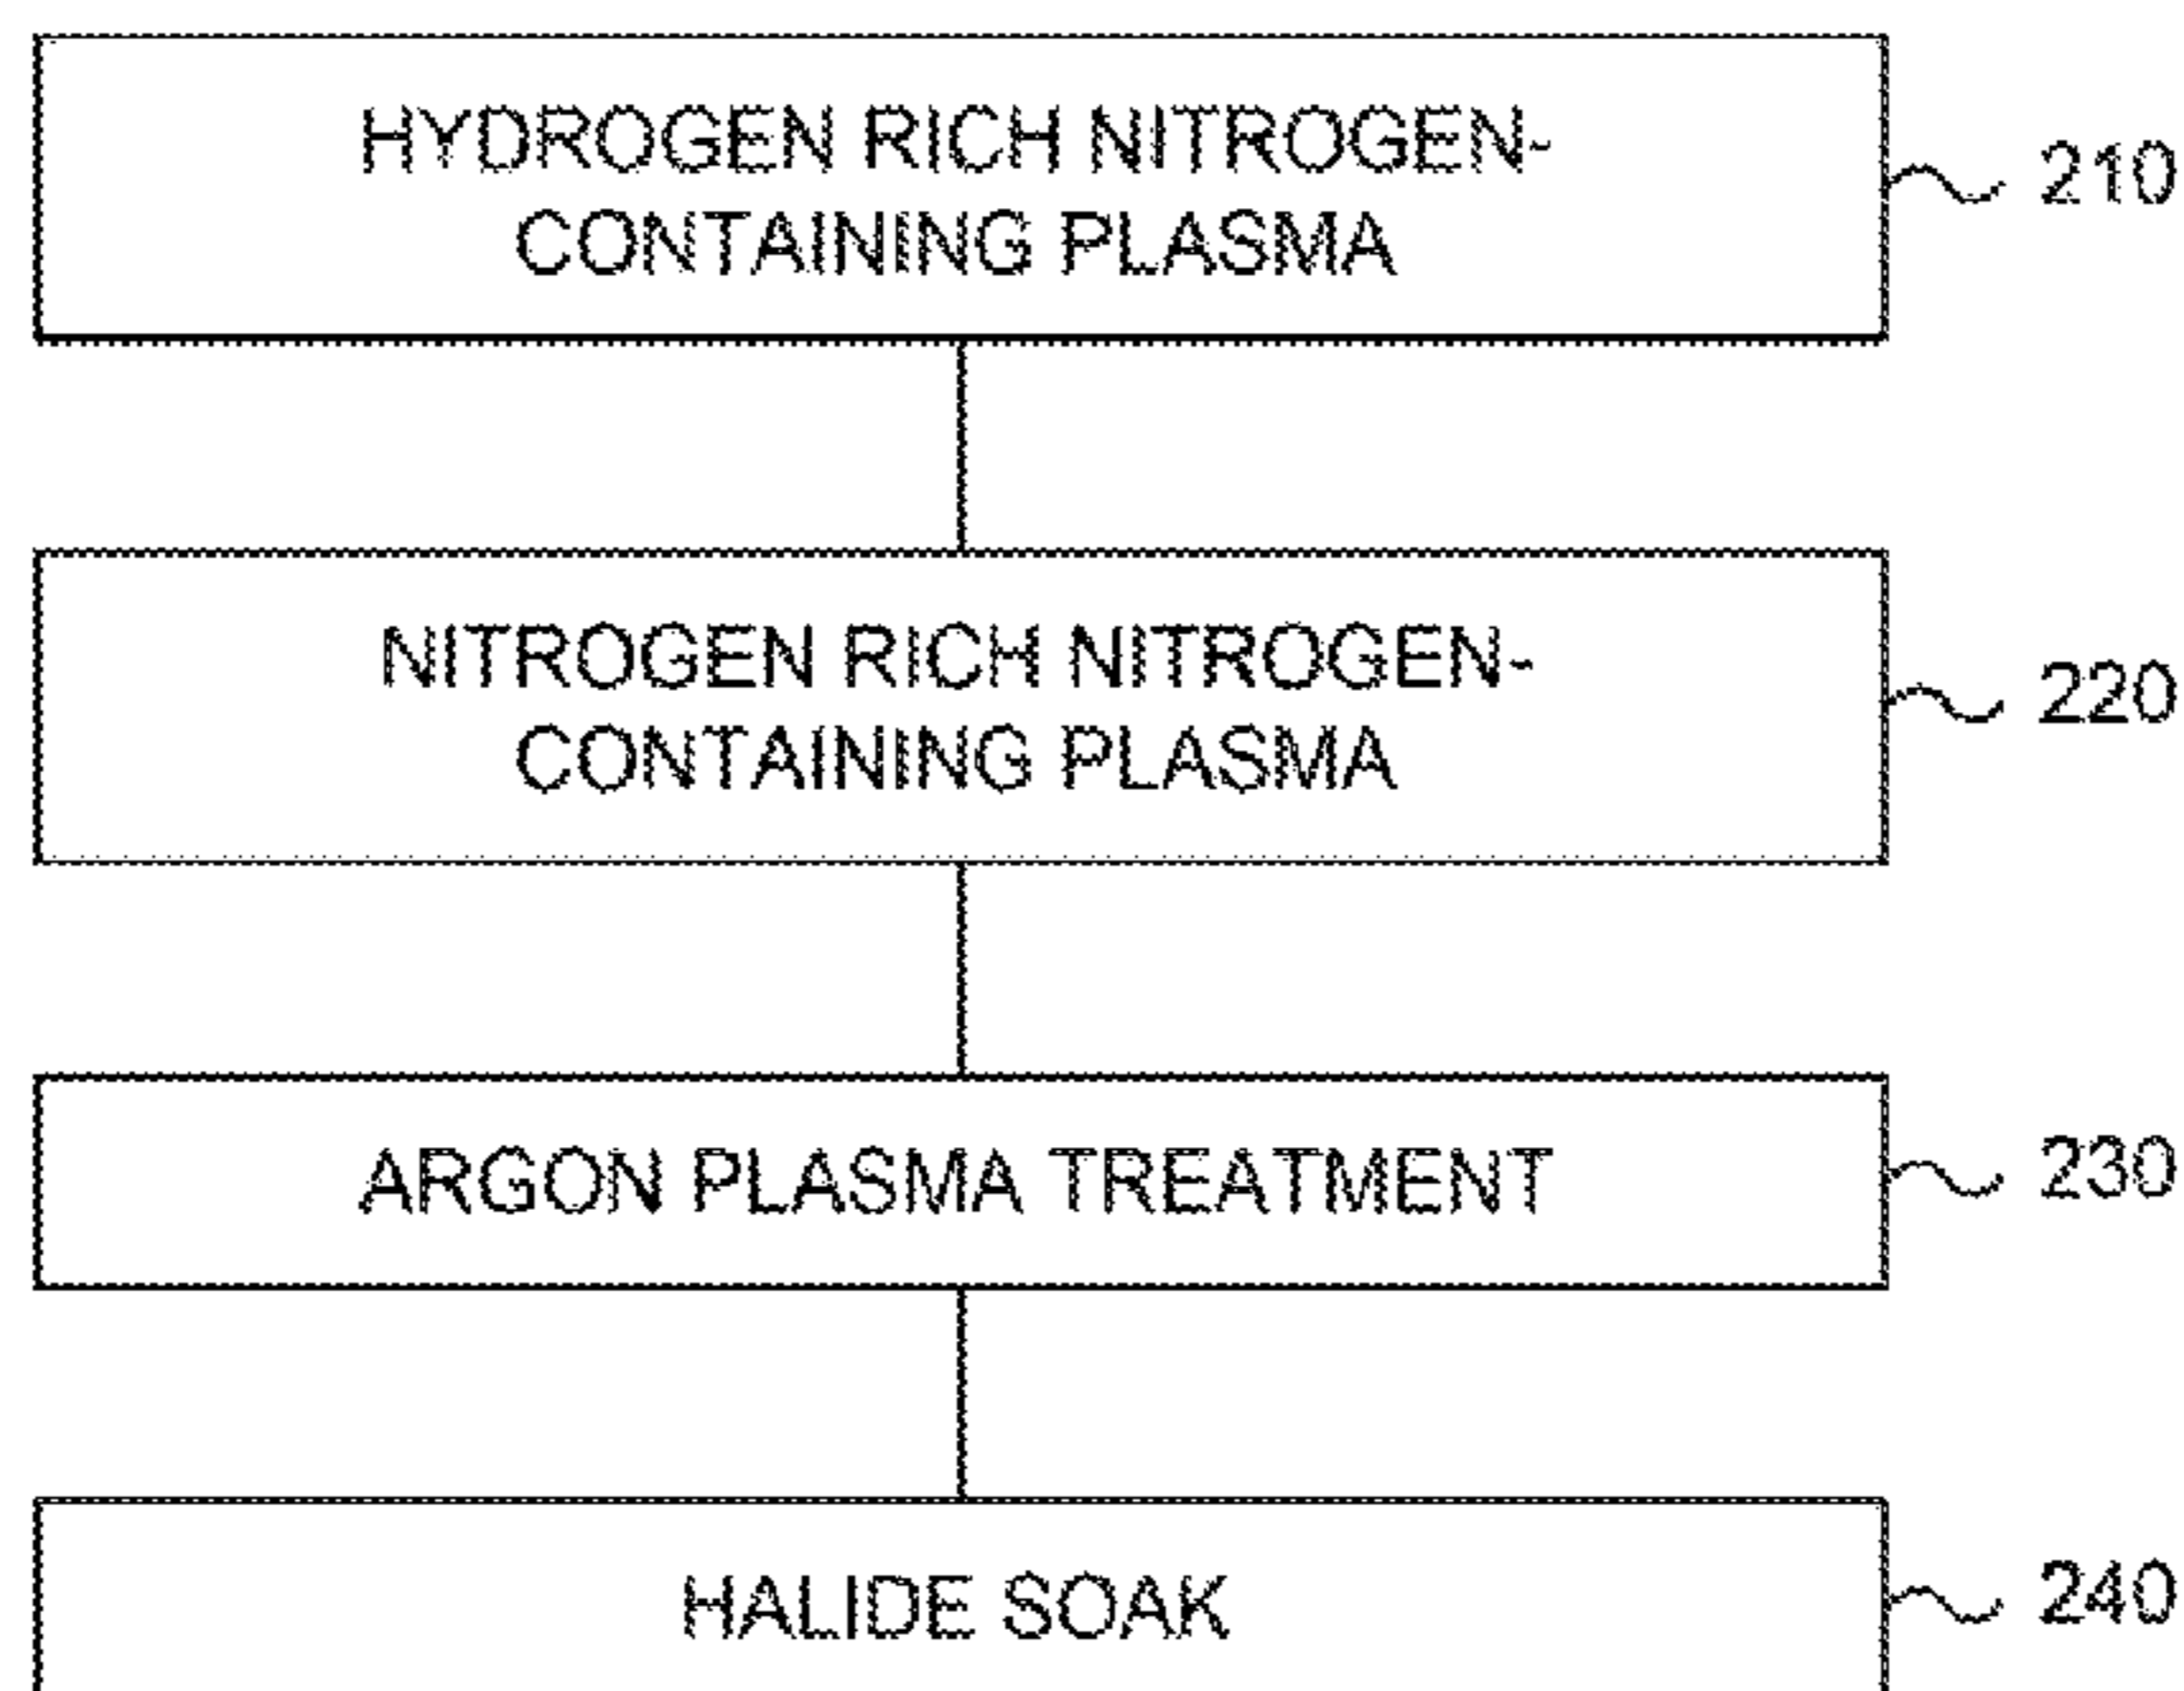 HYDROGEN RICH NITROGEN-
CONTAINING PLASMA
210
NITROGEN RICH NITROGEN-
CONTAINING PLASMA
220
ARGON PLASMA TREATMENT
230
HALIDE SOAK
240